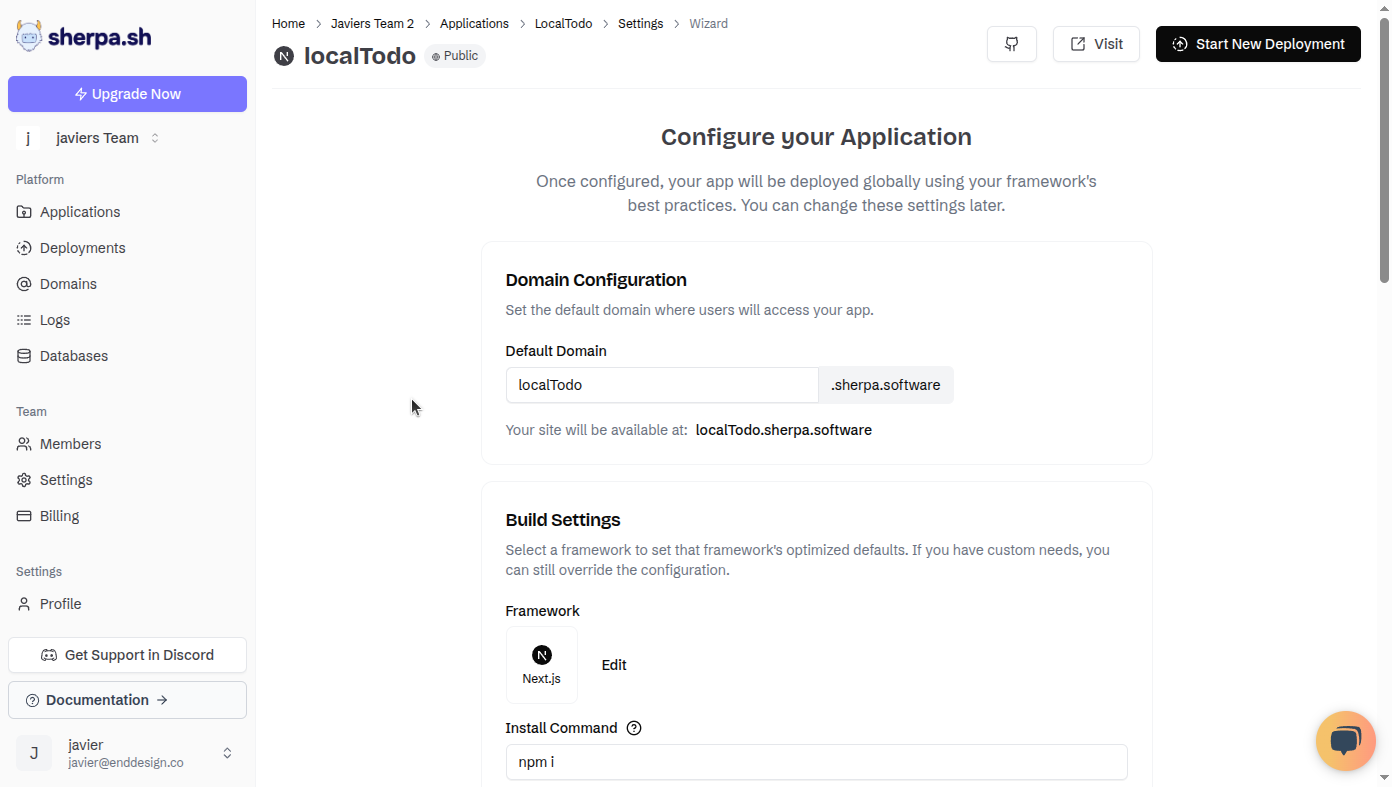 sherpa.sh
Upgrade Now
j
javiers Team
Platform
Applications
Deployments
Domains
Logs
Databases
Team
Members
Settings
Billing
Settings
Profile
Get Support in Discord
Documentation
J
javier
javier@enddesign.co
Home
Javiers Team 2
Applications
LocalTodo
Settings
Wizard
N
localTodo
Public
Visit
Start New Deployment
Configure your Application
Once configured, your app will be deployed globally using your framework's
best practices. You can change these settings later.
Domain Configuration
Set the default domain where users will access your app.
Default Domain
localTodo
.sherpa.software
Your site will be available at: localTodo.sherpa.software
Build Settings
Select a framework to set that framework's optimized defaults. If you have custom needs, you
can still override the configuration.
Framework
N
Next.js
Edit
Install Command
npm i